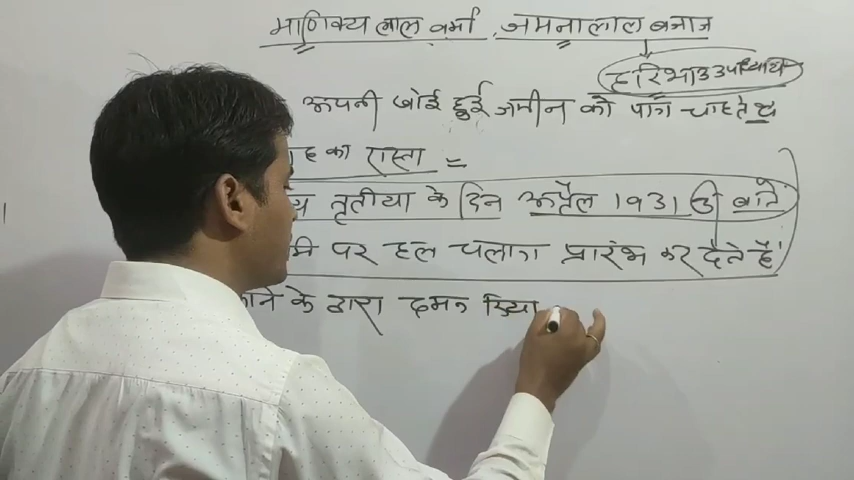 माणिक्य लाल वर्मा, जमनालाल बजाज
हरिभाउ उपाध्याय
अपनी खोई हुई जमीन को पाना चाहते थे
का रास्ता =
तृतीया के दिन अप्रैल 1931 बाते
पर हल चलाना प्रारंभ कर देते है।
के द्वारा दमन किया